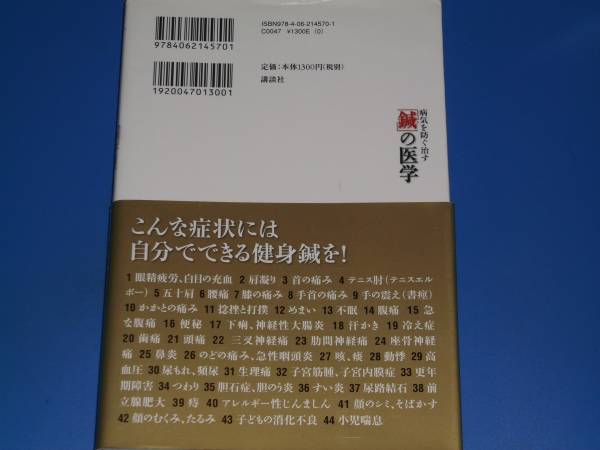 ISBN978-4-06-214570-1
C0047 ¥1300E (0)
9784062145701
定価：本体1300円(税別)
講談社
1920047013001
病気を防ぐ治す
「鍼」の医学
こんな症状には
自分でできる健身鍼を！
1 眼精疲労、白目の充血 2 肩凝り 3 首の痛み 4 テニス肘（テニスエル
ボー） 5 五十肩 6 腰痛 7 膝の痛み 8 手首の痛み 9 手の震え（書痙）
10 かかとの痛み 11 捻挫と打撲 12 めまい 13 不眠 14 腹痛 15 急
な腹痛 16 便秘 17 下痢、神経性大腸炎 18 汗かき 19 冷え症
20 歯痛 21 頭痛 22 三叉神経痛 23 肋間神経痛 24 座骨神経痛
25 鼻炎 26 のどの痛み、急性咽頭炎 27 咳、痰 28 動悸 29 高
血圧 30 尿もれ、頻尿 31 生理痛 32 子宮筋腫、子宮内膜症 33 更年
期障害 34 つわり 35 胆石症、胆のう炎 36 すい炎 37 尿路結石 38 前
立腺肥大 39 痔 40 アレルギー性じんましん 41 顔のシミ、そばかす
42 顔のむくみ、たるみ 43 子どもの消化不良 44 小児喘息